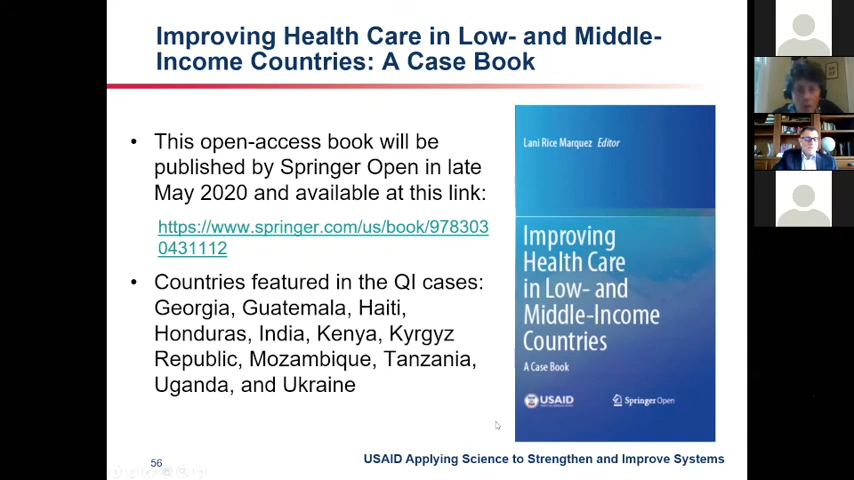 Improving Health Care in Low- and Middle-
Income Countries: A Case Book
• This open-access book will be
published by Springer Open in late
May 2020 and available at this link:
https://www.springer.com/us/book/978303
0431112
• Countries featured in the QI cases:
Georgia, Guatemala, Haiti,
Honduras, India, Kenya, Kyrgyz
Republic, Mozambique, Tanzania,
Uganda, and Ukraine
Lani Rice Marquez Editor
Improving
Health Care
in Low- and
Middle-Income
Countries
A Case Book
USAID
Springer Open
56
USAID Applying Science to Strengthen and Improve Systems